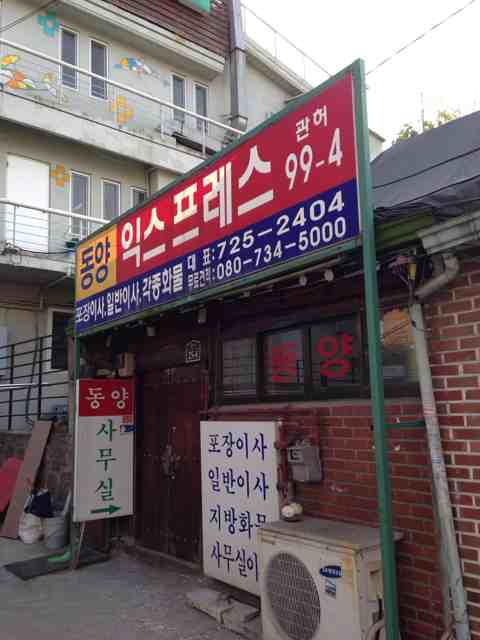 동양 익스프레스 관허 99-4
포장이사, 일반이사, 각종화물 대 표: 725-2404
무료전화: 080-734-5000
동양
사무실
동양
포장이사
일반이사
지방화물
사무실이
SAMSUNG